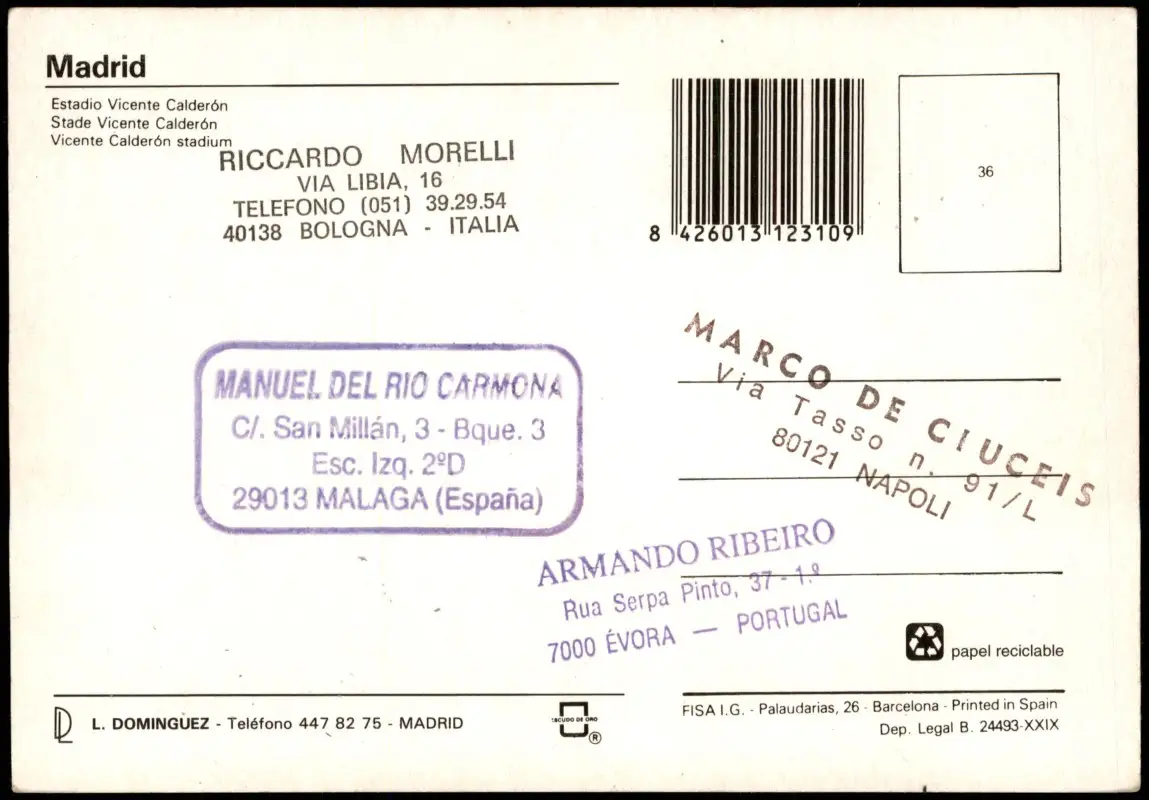 Madrid
Estadio Vicente Calderón
Stade Vicente Calderón
Vicente Calderón stadium
RICCARDO MORELLI
VIA LIBIA, 16
TELEFONO (051) 39.29.54
40138 BOLOGNA - ITALIA
8 426013 123109
36
MANUEL DEL RIO CARMONA
C/. San Millán, 3 - Bque. 3
Esc. Izq. 2ºD
29013 MALAGA (España)
MARCO DE CIUCEIS
Via Tasso n. 91/L
80121 NAPOLI
ARMANDO RIBEIRO
Rua Serpa Pinto, 37 - 1.º
7000 ÉVORA — PORTUGAL
papel reciclable
L. DOMINGUEZ - Teléfono 447 82 75 - MADRID
ESCUDO DE ORO
®
FISA I.G. - Palaudarias, 26 - Barcelona - Printed in Spain
Dep. Legal B. 24493-XXIX